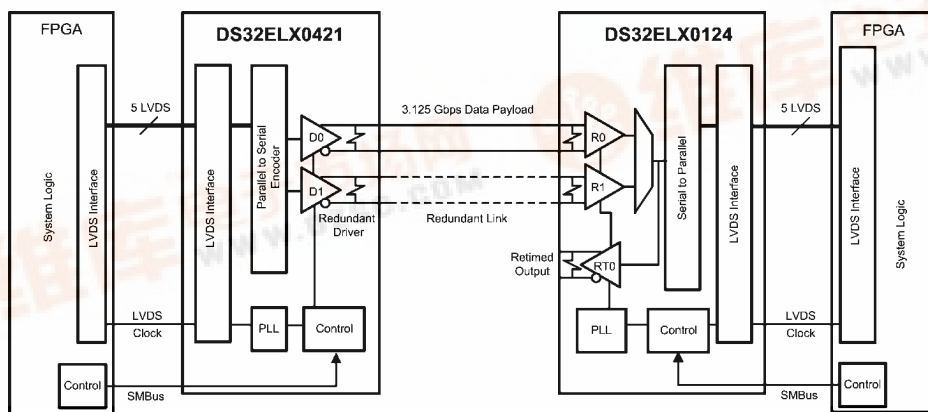 FPGA
DS32ELX0421
DS32ELX0124
FPGA
5 LVDS
3.125 Gbps Data Payload
5 LVDS
System Logic
LVDS Interface
LVDS Interface
Parallel to Serial
Encoder
D0
D1
Redundant
Driver
Redundant Link
R0
R1
Retimed
Output
RT0
Serial to Parallel
LVDS Interface
LVDS Interface
System Logic
LVDS
Clock
PLL
Control
PLL
Control
LVDS
Clock
Control
SMBus
SMBus
Control